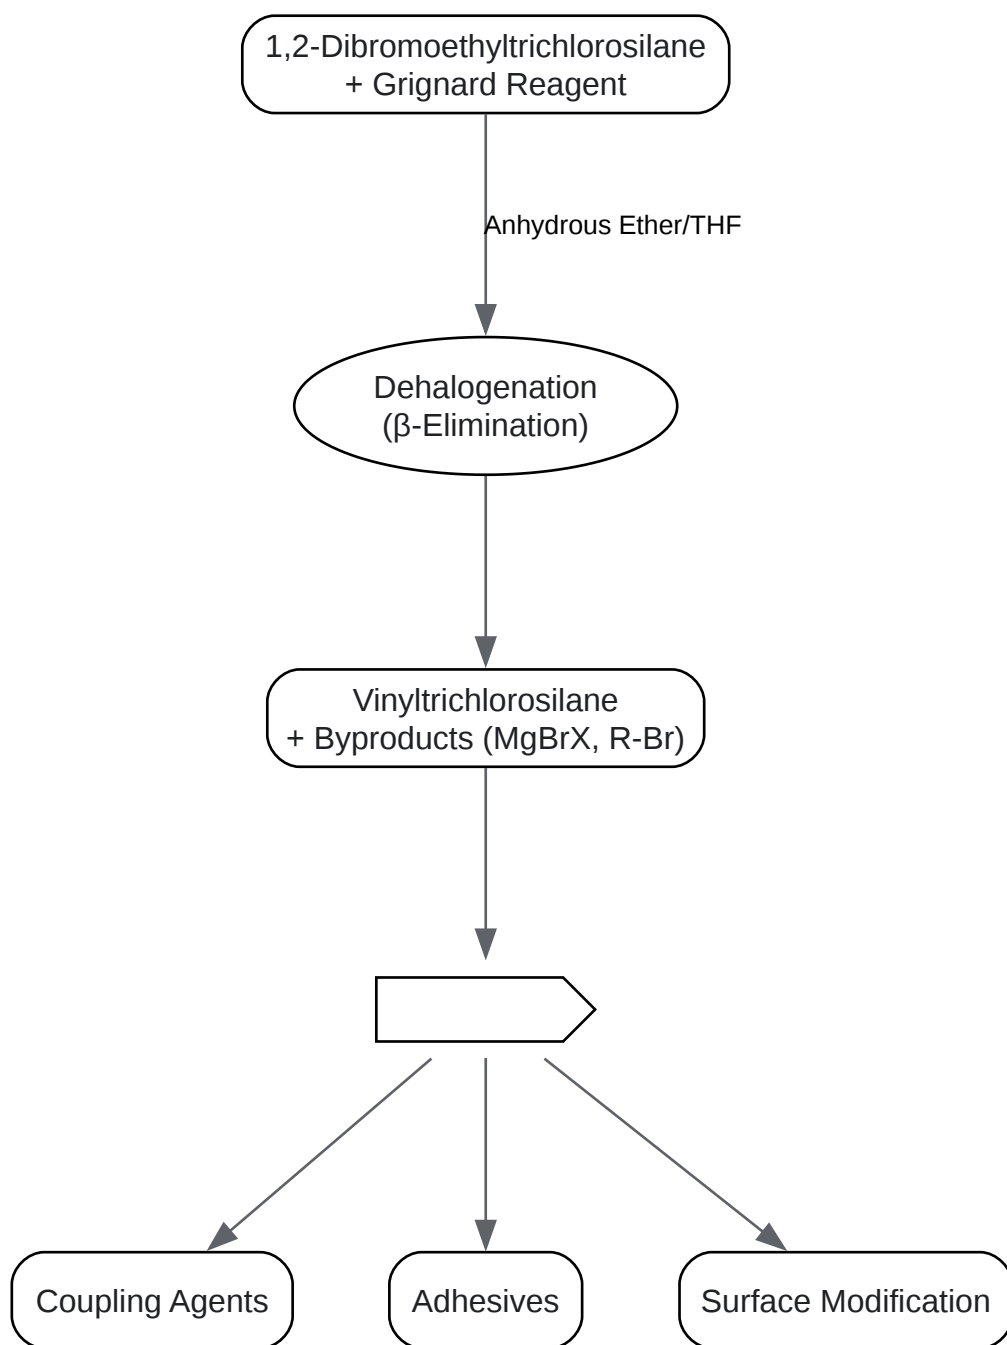 1,2-Dibromoethyltrichlorosilane
+ Grignard Reagent
Anhydrous Ether/THF
Dehalogenation
(β-Elimination)
Vinyltrichlorosilane
+ Byproducts (MgBrX, R-Br)
Coupling Agents
Adhesives
Surface Modification